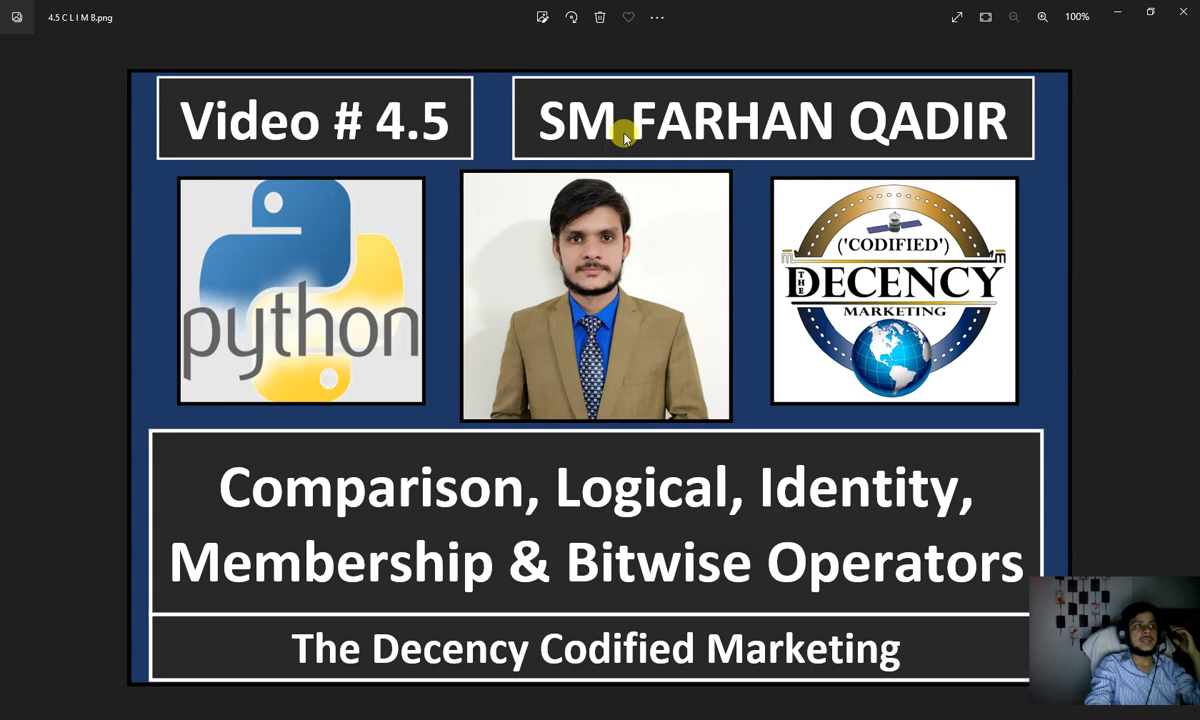 4.5 C L I M B.png
100%
Video # 4.5
SM FARHAN QADIR
python
('CODIFIED')
THE DECENCY
MARKETING
Comparison, Logical, Identity,
Membership & Bitwise Operators
The Decency Codified Marketing